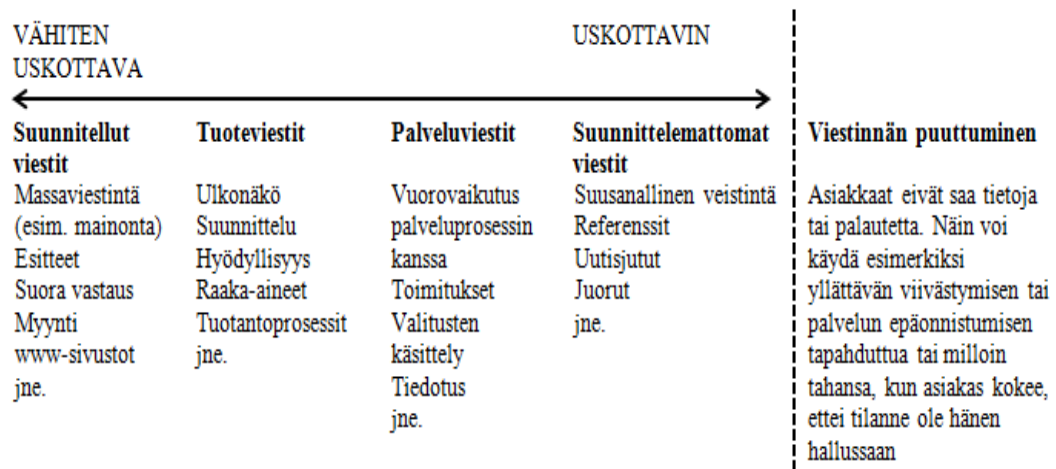 VÄHITEN
USKOTTAVA
USKOTTAVIN
Suunnitellut
viestit
Massaviestintä
(esim. mainonta)
Esitteet
Suora vastaus
Myynti
www-sivustot
jne.
Tuoteviestit
Ulkonäkö
Suunnittelu
Hyödyllisyys
Raaka-aineet
Tuotantoprosessit
jne.
Palveluviestit
Vuorovaikutus
palveluprosessin
kanssa
Toimitukset
Valitusten
käsittely
Tiedotus
jne.
Suunnittelemattomat
viestit
Suusanallinen veistintä
Referenssit
Uutisjutut
Juorut
jne.
Viestinnän puuttuminen
Asiakkaat eivät saa tietoja
tai palautetta. Näin voi
käydä esimerkiksi
yllättävän viivästymisen tai
palvelun epäonnistumisen
tapahduttua tai milloin
tahansa, kun asiakas kokee,
ettei tilanne ole hänen
hallussaan